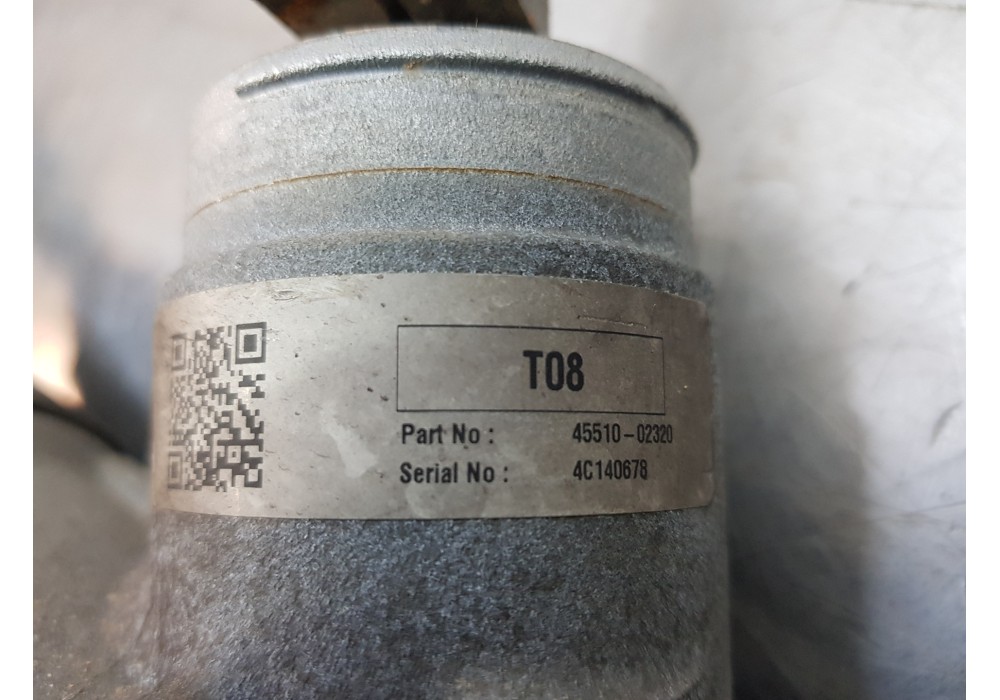 T08
Part No : 45510-02320
Serial No : 4C140678